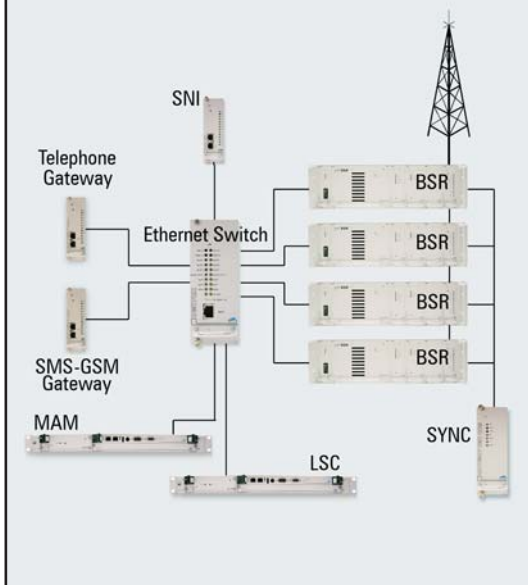 SNI
Telephone
Gateway
Ethernet Switch
BSR
BSR
BSR
BSR
SMS-GSM
Gateway
MAM
LSC
SYNC